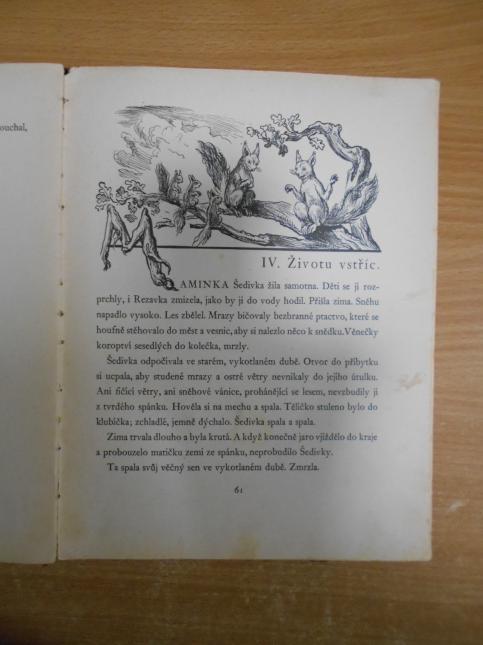 ouchal,
IV. Životu vstříc.
MAMINKA Šedivka žila samotna. Děti se jí roz-
prchly, i Rezavka zmizela, jako by ji do vody hodil. Přišla zima. Sněhu
napadlo vysoko. Les zbělel. Mrazy bičovaly bezbranné ptactvo, které se
houfně stěhovalo do měst a vesnic, aby si nalezlo něco k snědku. Věnečky
koroptví sesedlých do kolečka, mrzly.
Šedivka odpočívala ve starém, vykotlaném dubě. Otvor do příbytku
si ucpala, aby studené mrazy a ostré větry nevnikaly do jejího útulku.
Ani fičící větry, ani sněhové vánice, prohánějící se lesem, nevzbudily ji
z tvrdého spánku. Hověla si na mechu a spala. Tělíčko stuleno bylo do
klubíčka; zchladlé, jemně dýchalo. Šedivka spala a spala.
Zima trvala dlouho a byla krutá. A když konečně jaro vjíždělo do kraje
a probouzelo matičku zemi ze spánku, neprobudilo Šedivky.
Ta spala svůj věčný sen ve vykotlaném dubě. Zmrzla.
61